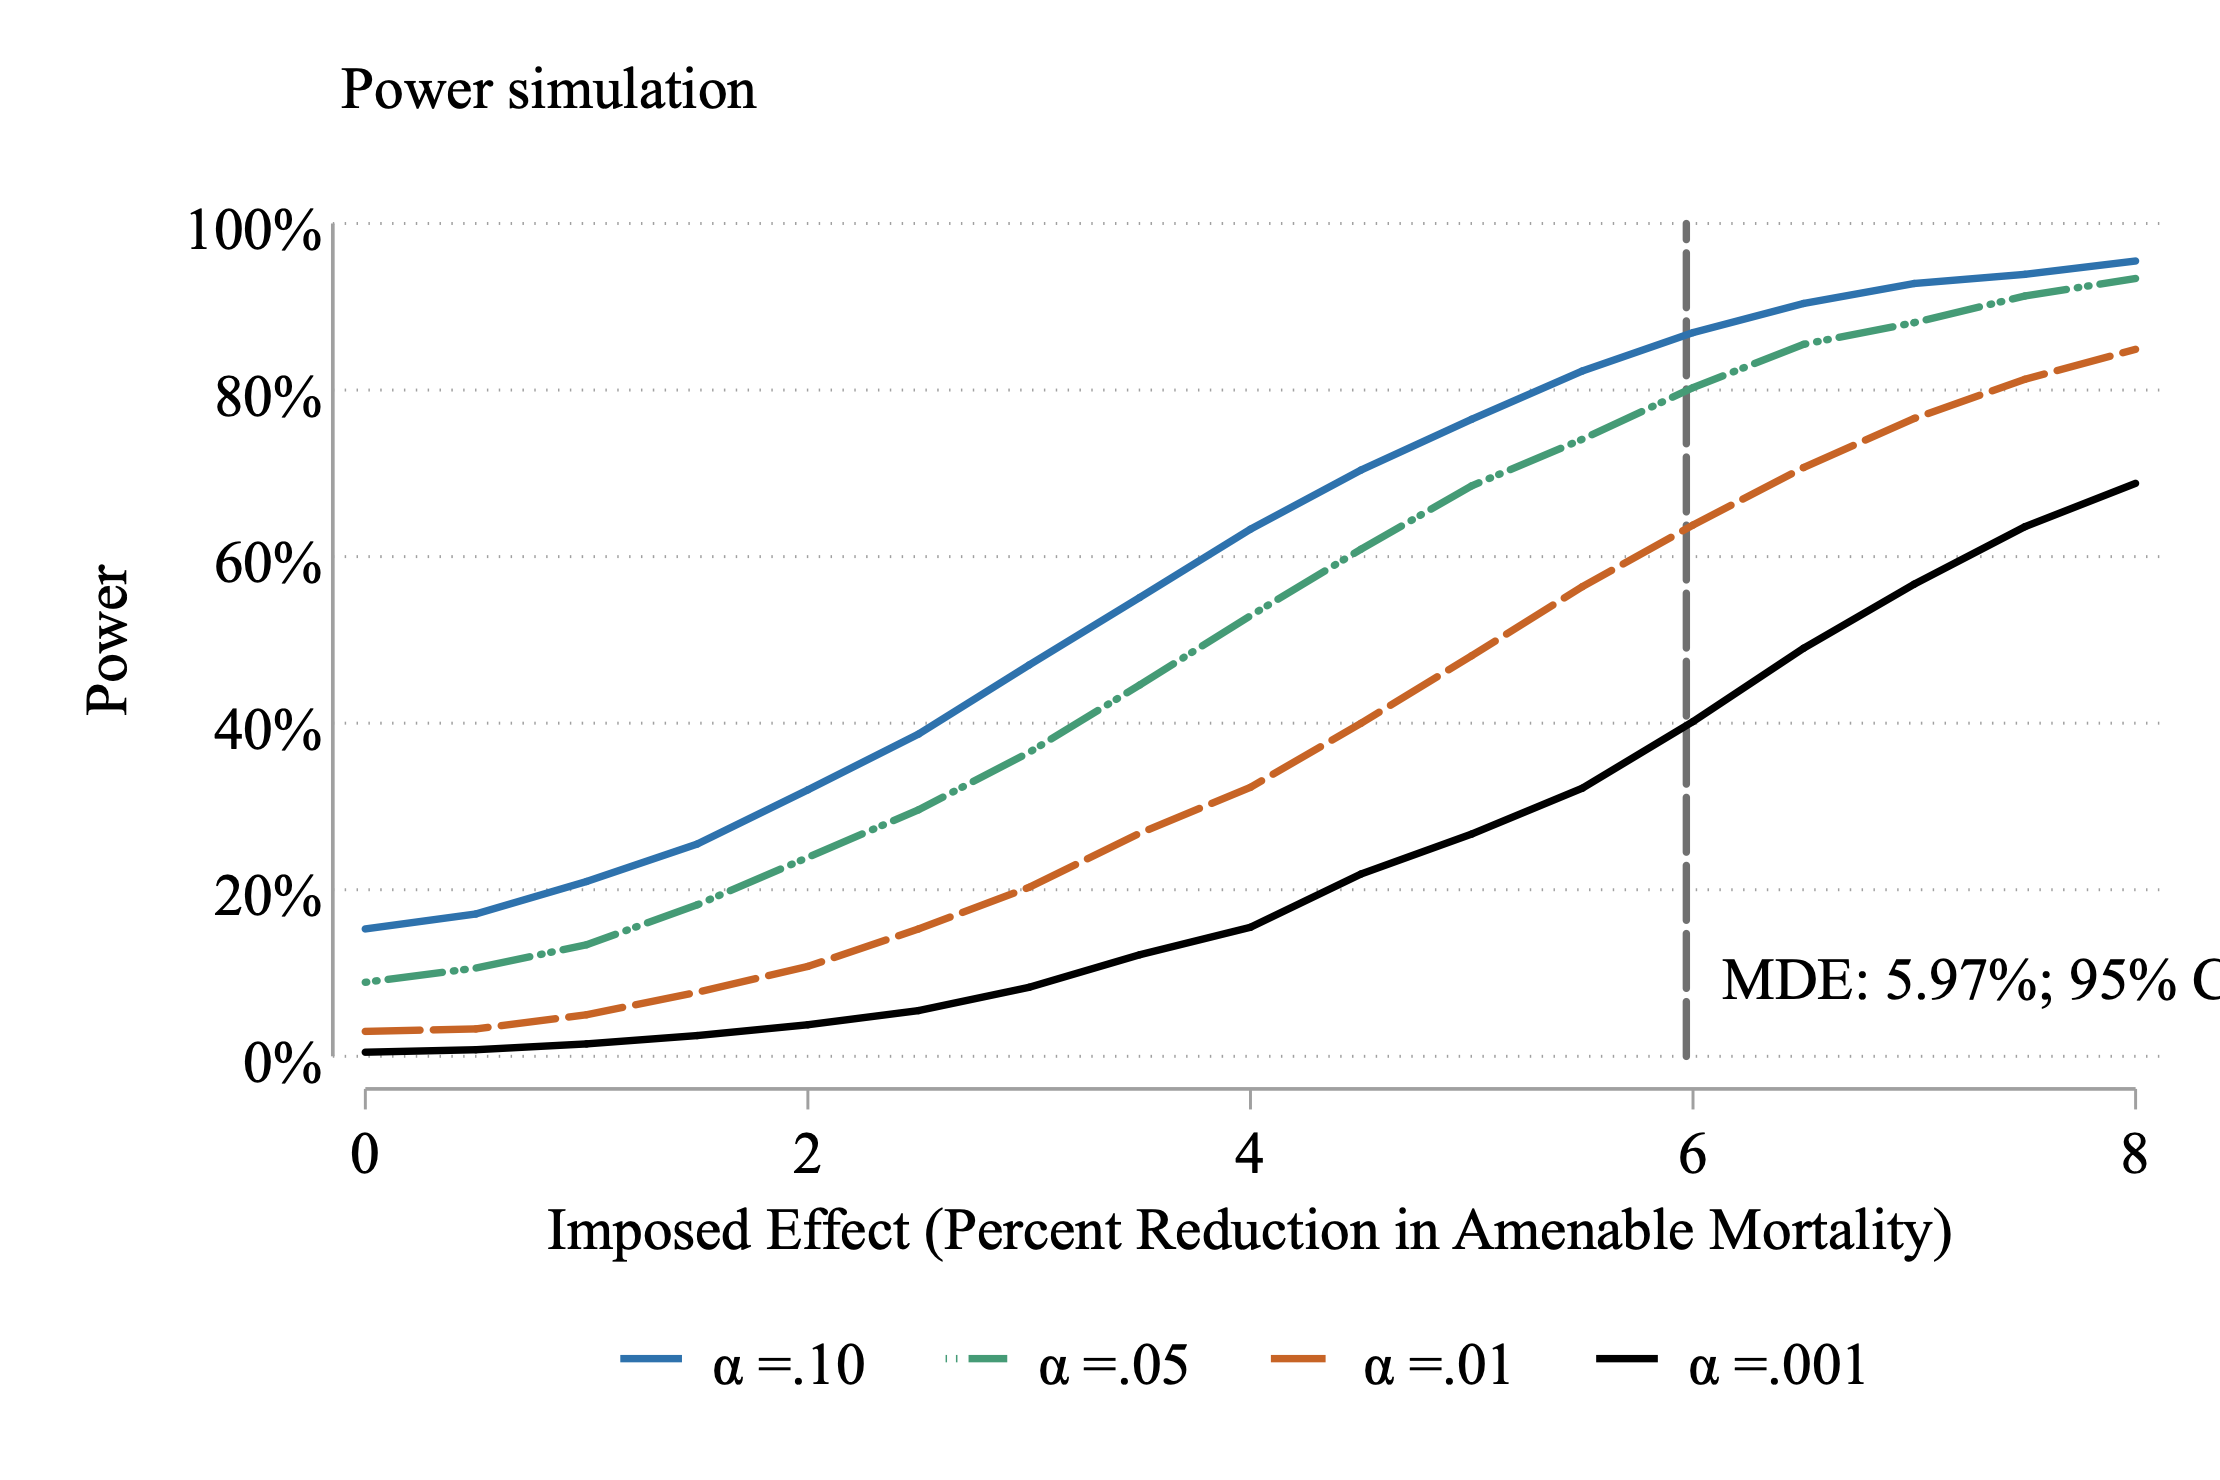 Power simulation
100%
80%
60%
40%
20%
0%
Power
MDE: 5.97%; 95%
0 2 4 6 8
Imposed Effect (Percent Reduction in Amenable Mortality)
α =.10 α =.05 α =.01 α =.001